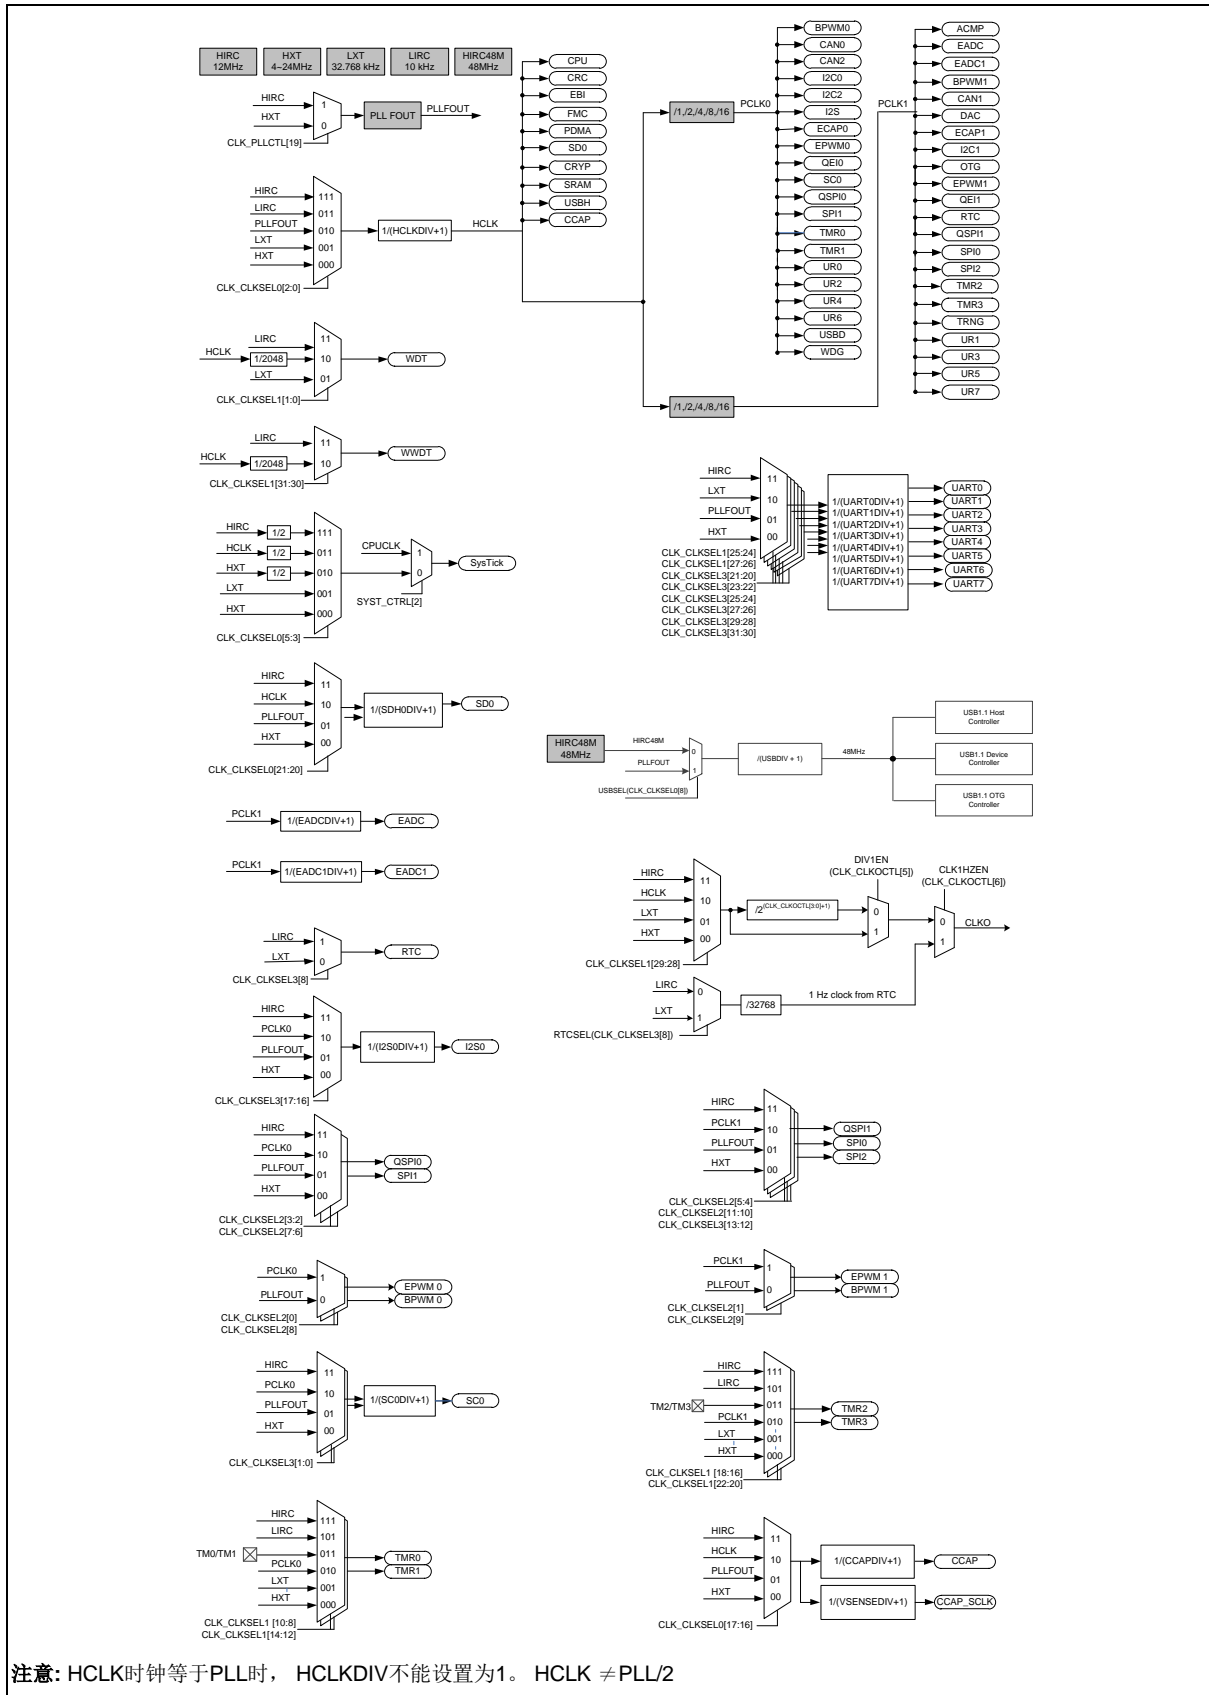 HIRC
12MHz
HXT
4~24MHz
LXT
32.768 kHz
LIRC
10 kHz
HIRC48M
48MHz
HIRC
HXT
1
0
PLL FOUT
PLLFOUT
CLK_PLLCTL[19]
HIRC
LIRC
PLLFOUT
LXT
HXT
111
011
010
001
000
1/(HCLKDIV+1)
HCLK
CLK_CLKSEL0[2:0]
CPU
CRC
EBI
FMC
PDMA
SD0
CRYP
SRAM
USBH
CCAP
/1,/2,/4,/8,/16
PCLK0
BPWM0
CAN0
CAN2
I2C0
I2C2
I2S
ECAP0
EPWM0
QEI0
SC0
QSPI0
SPI1
TMR0
TMR1
UR0
UR2
UR4
UR6
USBD
WDG
/1,/2,/4,/8,/16
PCLK1
ACMP
EADC
EADC1
BPWM1
CAN1
DAC
ECAP1
I2C1
OTG
EPWM1
QEI1
RTC
QSPI1
SPI0
SPI2
TMR2
TMR3
TRNG
UR1
UR3
UR5
UR7
LIRC
HCLK
1/2048
LXT
11
10
01
WDT
CLK_CLKSEL1[1:0]
LIRC
HCLK
1/2048
11
10
WWDT
CLK_CLKSEL1[31:30]
HIRC
1/2
HCLK
1/2
HXT
1/2
LXT
HXT
111
011
010
001
000
CPUCLK
1
0
SysTick
SYST_CTRL[2]
CLK_CLKSEL0[5:3]
HIRC
LXT
PLLFOUT
HXT
11
10
01
00
CLK_CLKSEL1[25:24]
CLK_CLKSEL1[27:26]
CLK_CLKSEL3[21:20]
CLK_CLKSEL3[23:22]
CLK_CLKSEL3[25:24]
CLK_CLKSEL3[27:26]
CLK_CLKSEL3[29:28]
CLK_CLKSEL3[31:30]
1/(UART0DIV+1)
1/(UART1DIV+1)
1/(UART2DIV+1)
1/(UART3DIV+1)
1/(UART4DIV+1)
1/(UART5DIV+1)
1/(UART6DIV+1)
1/(UART7DIV+1)
UART0
UART1
UART2
UART3
UART4
UART5
UART6
UART7
HIRC
HCLK
PLLFOUT
HXT
11
10
01
00
1/(SDH0DIV+1)
SD0
CLK_CLKSEL0[21:20]
HIRC48M
48MHz
HIRC48M
PLLFOUT
0
1
USBSEL(CLK_CLKSEL0[8])
/(USBDIV + 1)
48MHz
USB1.1 Host
Controller
USB1.1 Device
Controller
USB1.1 OTG
Controller
PCLK1
1/(EADCDIV+1)
EADC
PCLK1
1/(EADC1DIV+1)
EADC1
HIRC
HCLK
LXT
HXT
11
10
01
00
CLK_CLKSEL1[29:28]
/2(CLK_CLKOCTL[3:0]+1)
DIV1EN
(CLK_CLKOCTL[5])
0
1
CLK1HZEN
(CLK_CLKOCTL[6])
0
1
CLKO
LIRC
LXT
0
1
/32768
1 Hz clock from RTC
RTCSEL(CLK_CLKSEL3[8])
LIRC
LXT
1
0
RTC
CLK_CLKSEL3[8]
HIRC
PCLK0
PLLFOUT
HXT
11
10
01
00
1/(I2S0DIV+1)
I2S0
CLK_CLKSEL3[17:16]
HIRC
PCLK0
PLLFOUT
HXT
11
10
01
00
QSPI0
SPI1
CLK_CLKSEL2[3:2]
CLK_CLKSEL2[7:6]
HIRC
PCLK1
PLLFOUT
HXT
11
10
01
00
QSPI1
SPI0
SPI2
CLK_CLKSEL2[5:4]
CLK_CLKSEL2[11:10]
CLK_CLKSEL3[13:12]
PCLK0
PLLFOUT
1
0
EPWM 0
BPWM 0
CLK_CLKSEL2[0]
CLK_CLKSEL2[8]
PCLK1
PLLFOUT
1
0
EPWM 1
BPWM 1
CLK_CLKSEL2[1]
CLK_CLKSEL2[9]
HIRC
PCLK0
PLLFOUT
HXT
11
10
01
00
1/(SC0DIV+1)
SC0
CLK_CLKSEL3[1:0]
HIRC
LIRC
TM2/TM3
PCLK1
LXT
HXT
111
101
011
010
001
000
TMR2
TMR3
CLK_CLKSEL1 [18:16]
CLK_CLKSEL1[22:20]
HIRC
LIRC
TM0/TM1
PCLK0
LXT
HXT
111
101
011
010
001
000
TMR0
TMR1
CLK_CLKSEL1 [10:8]
CLK_CLKSEL1[14:12]
HIRC
HCLK
PLLFOUT
HXT
11
10
01
00
1/(CCAPDIV+1)
CCAP
1/(VSENSEDIV+1)
CCAP_SCLK
CLK_CLKSEL0[17:16]
注意: HCLK时钟等于PLL时， HCLKDIV不能设置为1。 HCLK ≠PLL/2